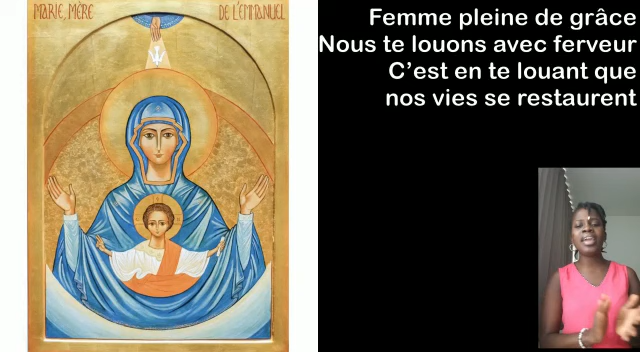 MARIE, MÈRE DE L'EMMANUEL
Femme pleine de grâce
Nous te louons avec ferveur
C'est en te louant que
nos vies se restaurent